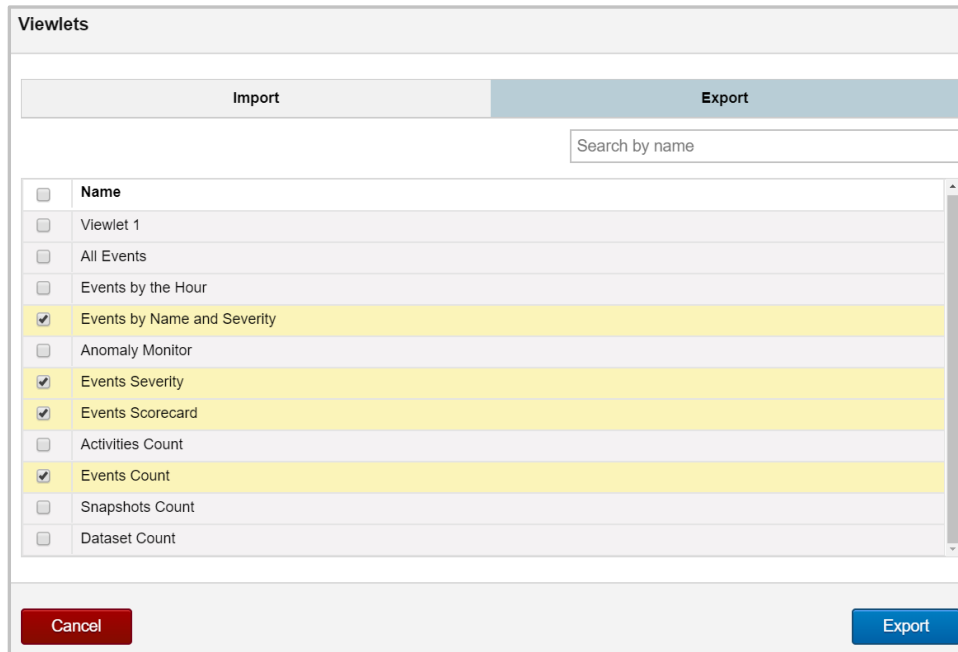 Viewlets
Import
Export
Search by name
Name
Viewlet 1
All Events
Events by the Hour
Events by Name and Severity
Anomaly Monitor
Events Severity
Events Scorecard
Activities Count
Events Count
Snapshots Count
Dataset Count
Cancel
Export